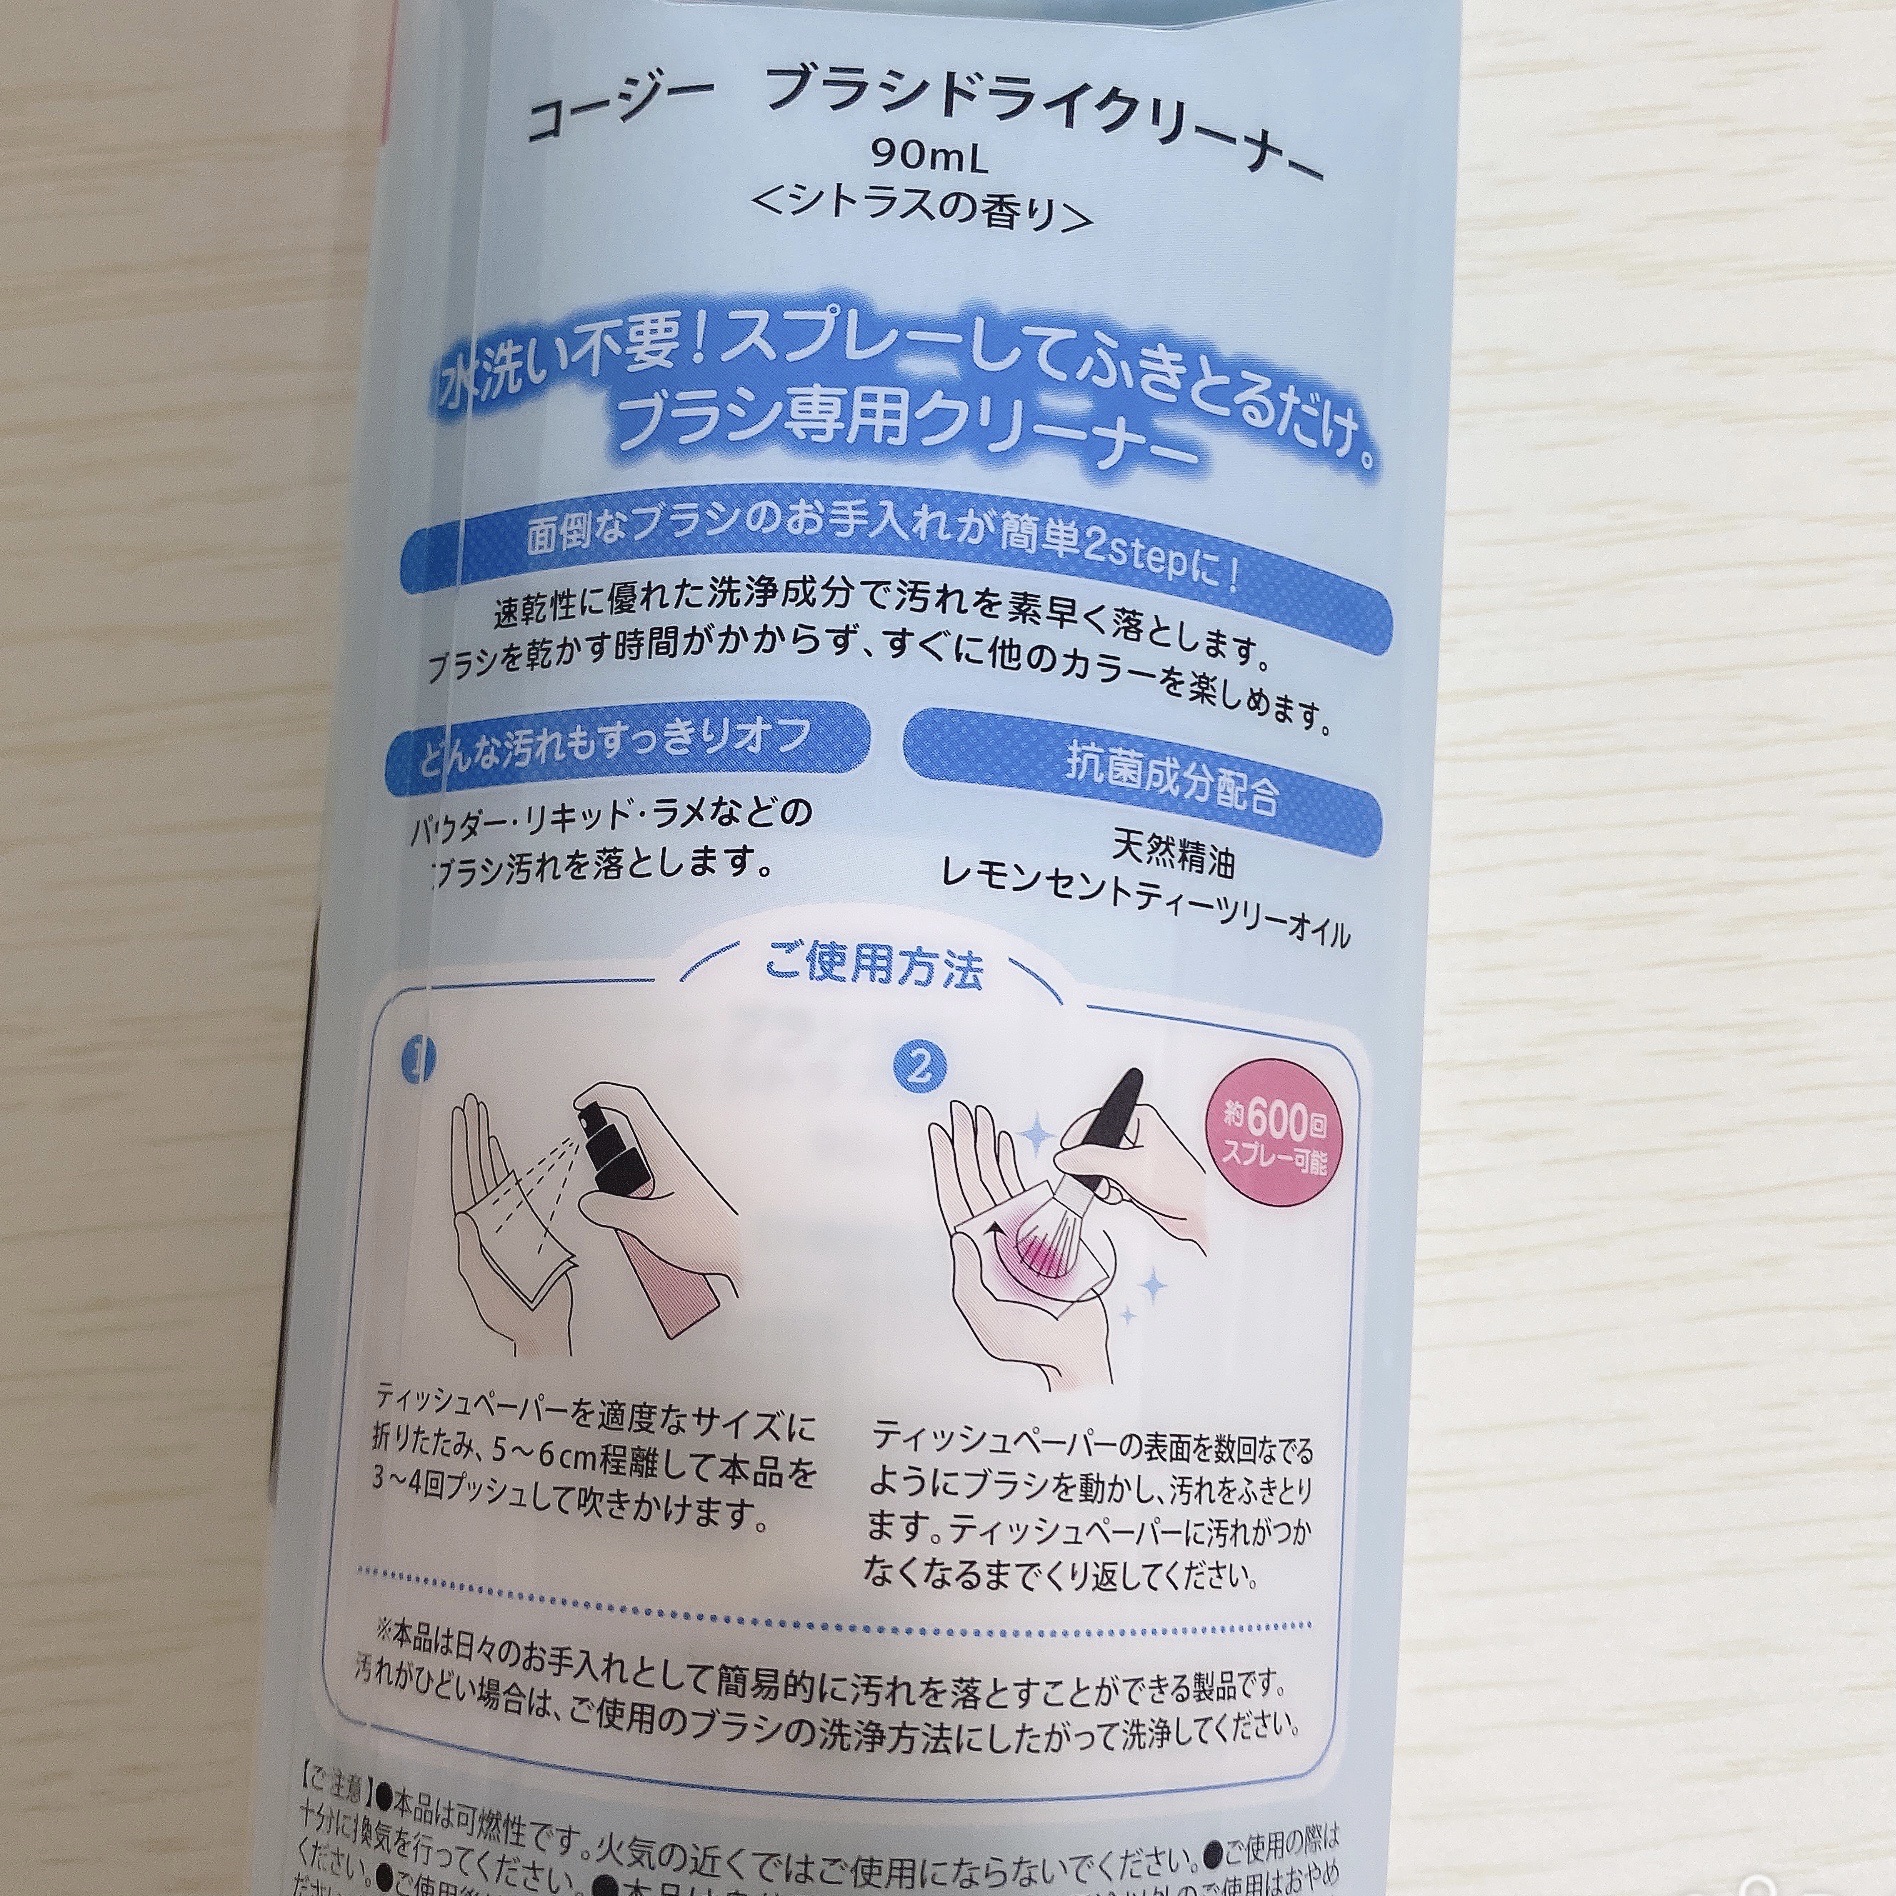 コージー ブラシドライクリーナー
90mL
<シトラスの香り>
水洗い不要!スプレーしてふきとるだけ。
ブラシ専用クリーナー
面倒なブラシのお手入れが簡単2stepに!
速乾性に優れた洗浄成分で汚れを素早く落とします。
ブラシを乾かす時間がかからず、すぐに他のカラーを楽しめます。
どんな汚れもすっきりオフ
パウダー・リキッド・ラメなどの
ブラシ汚れを落とします。
抗菌成分配合
天然精油
レモンセントティーツリーオイル
ご使用方法
1
ティッシュペーパーを適度なサイズに
折りたたみ、5〜6cm程離して本品を
3〜4回プッシュして吹きかけます。
2
約600回
スプレー可能
ティッシュペーパーの表面を数回なでる
ようにブラシを動かし、汚れをふきとり
ます。ティッシュペーパーに汚れがつか
なくなるまでくり返してください。
※本品は日々のお手入れとして簡易的に汚れを落とすことができる製品です。
汚れがひどい場合は、ご使用のブラシの洗浄方法にしたがって洗浄してください。
【ご注意】●本品は可燃性です。火気の近くではご使用にならないでください。●ご使用の際は
十分に換気を行ってください。●本品は
のご使用はおやめ
ください。●ご使用後